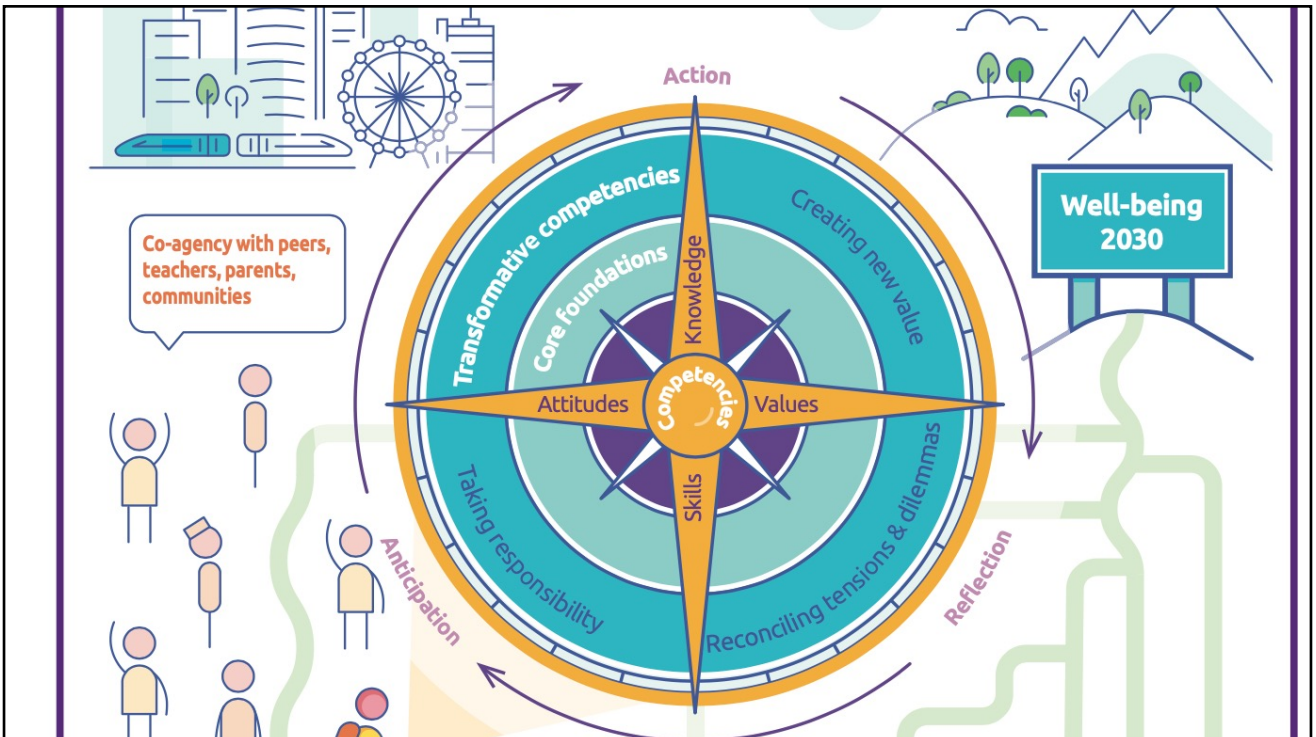 Action
Co-agency with peers,
teachers, parents,
communities
Well-being
2030
Transformative competencies
Creating new value
Core foundations
Knowledge
Attitudes
Competencies
Values
Skills
Taking responsibility
Reconciling tensions & dilemmas
Anticipation
Reflection